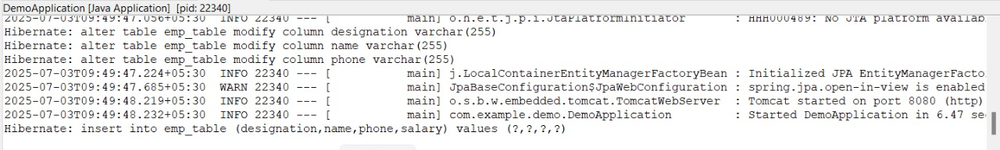 DemoApplication [Java Application] [pid: 22340]
2025-07-03T09:49:47.056+05:30  INFO 22340 --- [           main] o.h.e.t.j.p.i.JtaPlatformInitiator       : HHH000489: No JTA platform availab
Hibernate: alter table emp_table modify column designation varchar(255)
Hibernate: alter table emp_table modify column name varchar(255)
Hibernate: alter table emp_table modify column phone varchar(255)
2025-07-03T09:49:47.224+05:30  INFO 22340 --- [           main] j.LocalContainerEntityManagerFactoryBean : Initialized JPA EntityManagerFacto
2025-07-03T09:49:47.685+05:30  WARN 22340 --- [           main] JpaBaseConfiguration$JpaWebConfiguration : spring.jpa.open-in-view is enabled
2025-07-03T09:49:48.219+05:30  INFO 22340 --- [           main] o.s.b.w.embedded.tomcat.TomcatWebServer  : Tomcat started on port 8080 (http)
2025-07-03T09:49:48.232+05:30  INFO 22340 --- [           main] com.example.demo.DemoApplication         : Started DemoApplication in 6.47 se
Hibernate: insert into emp_table (designation,name,phone,salary) values (?,?,?,?)